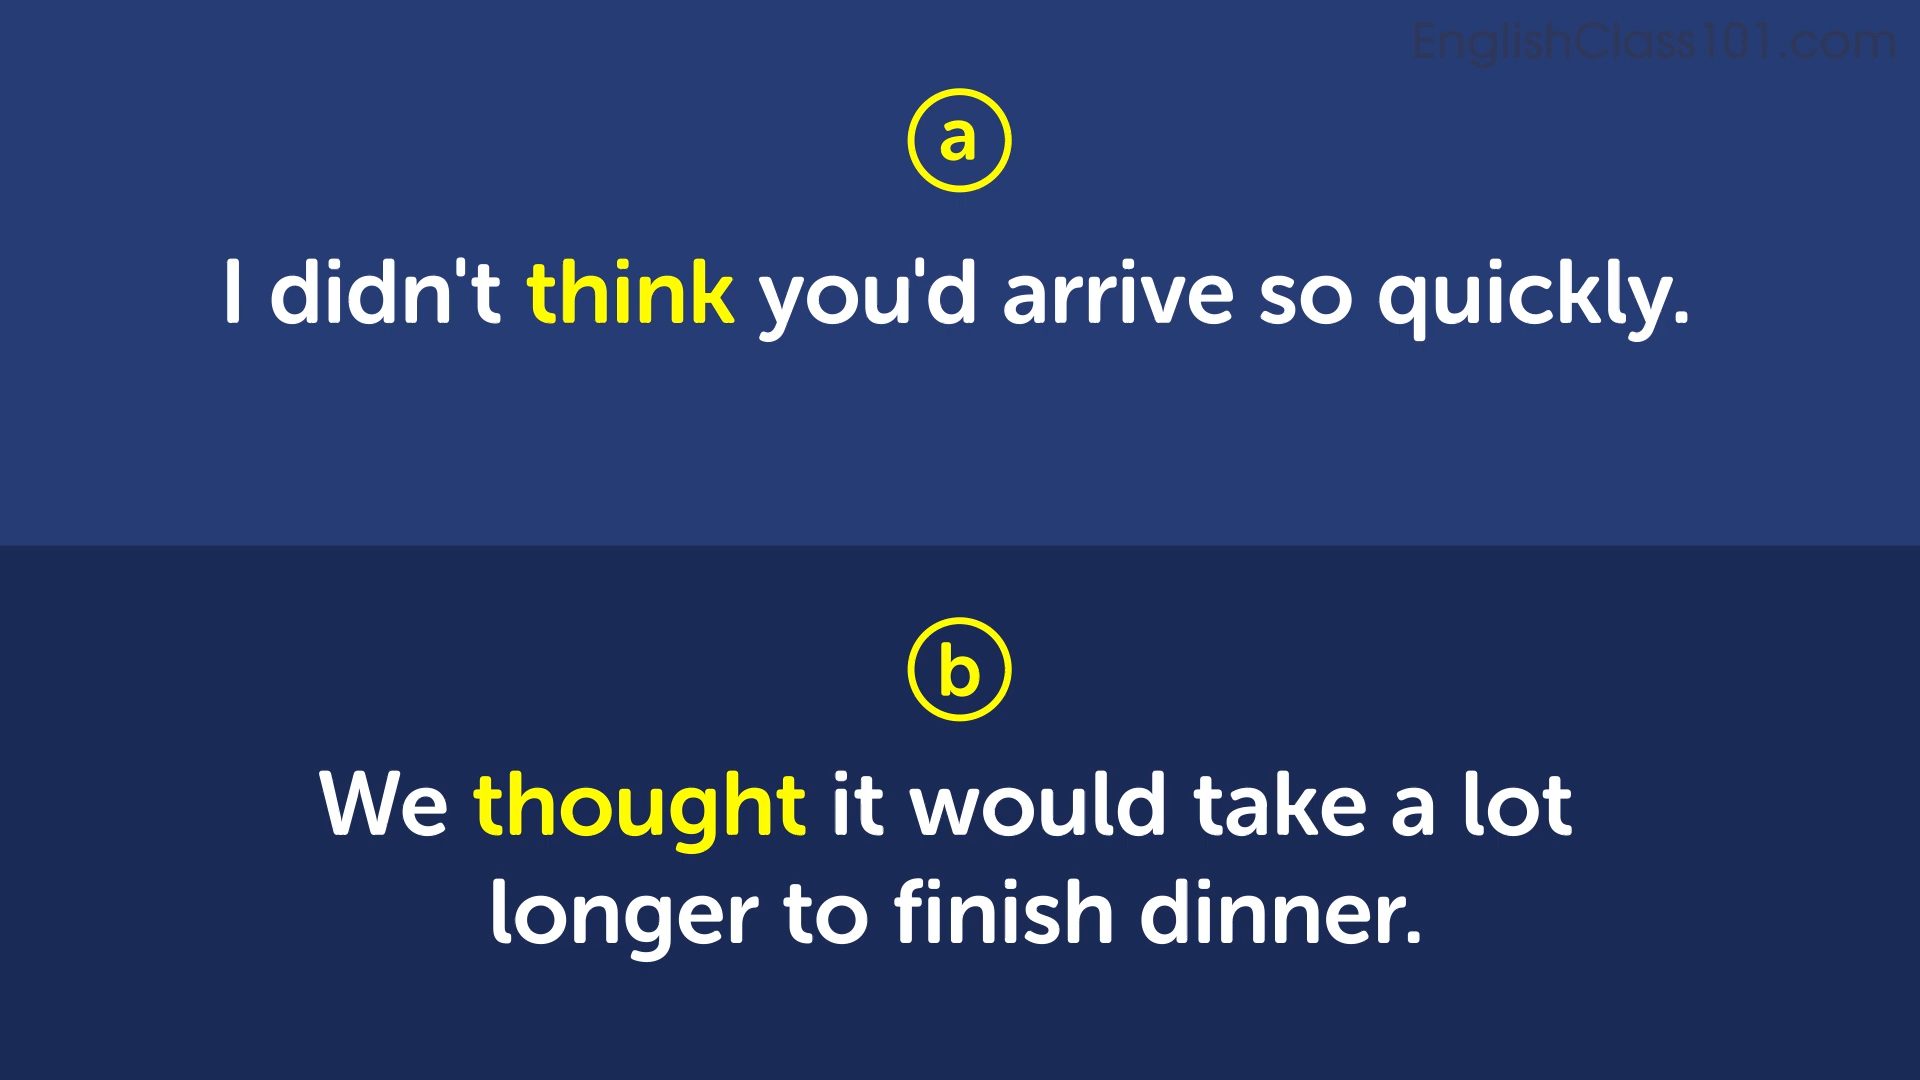 EnglishClass101.com
a
I didn't think you'd arrive so quickly.
b
We thought it would take a lot
longer to finish dinner.